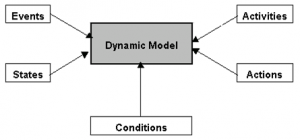 Events
Activities
Dynamic Model
States
Actions
Conditions